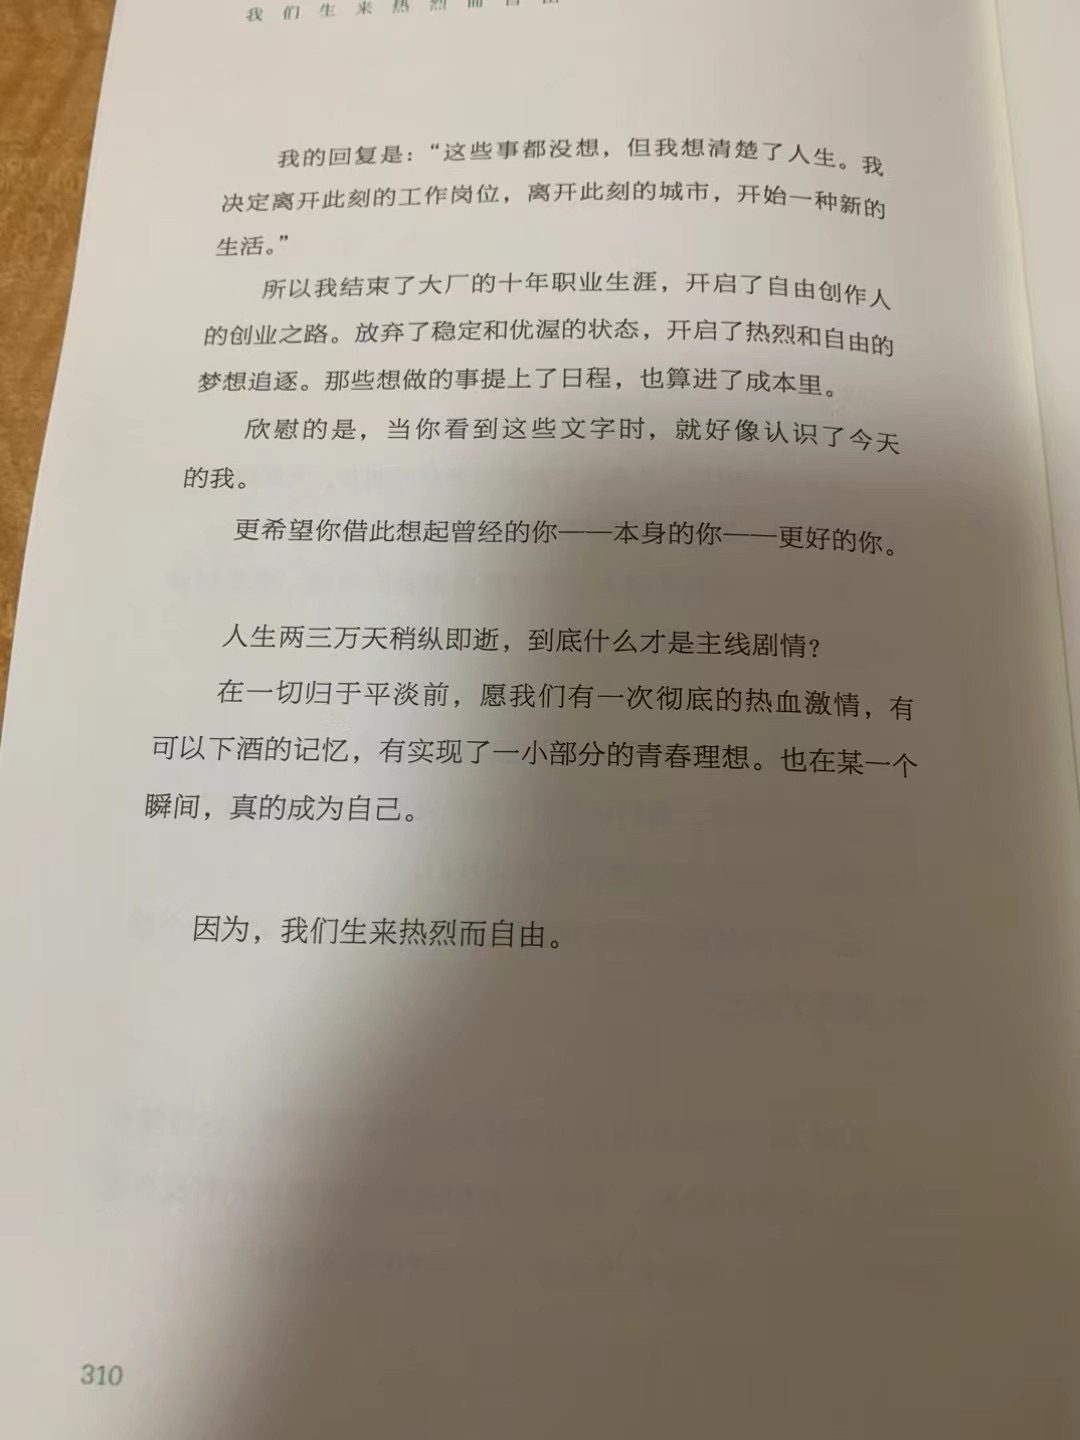 我们生来热烈而自由
我的回复是：“这些事都没想，但我想清楚了人生。我
决定离开此刻的工作岗位，离开此刻的城市，开始一种新的
生活。”
所以我结束了大厂的十年职业生涯，开启了自由创作人
的创业之路。放弃了稳定和优渥的状态，开启了热烈和自由的
梦想追逐。那些想做的事提上了日程，也算进了成本里。
欣慰的是，当你看到这些文字时，就好像认识了今天
的我。
更希望你借此想起曾经的你——本身的你——更好的你。
人生两三万天稍纵即逝，到底什么才是主线剧情？
在一切归于平淡前，愿我们有一次彻底的热血激情，有
可以下酒的记忆，有实现了一小部分的青春理想。也在某一个
瞬间，真的成为自己。
因为，我们生来热烈而自由。
310